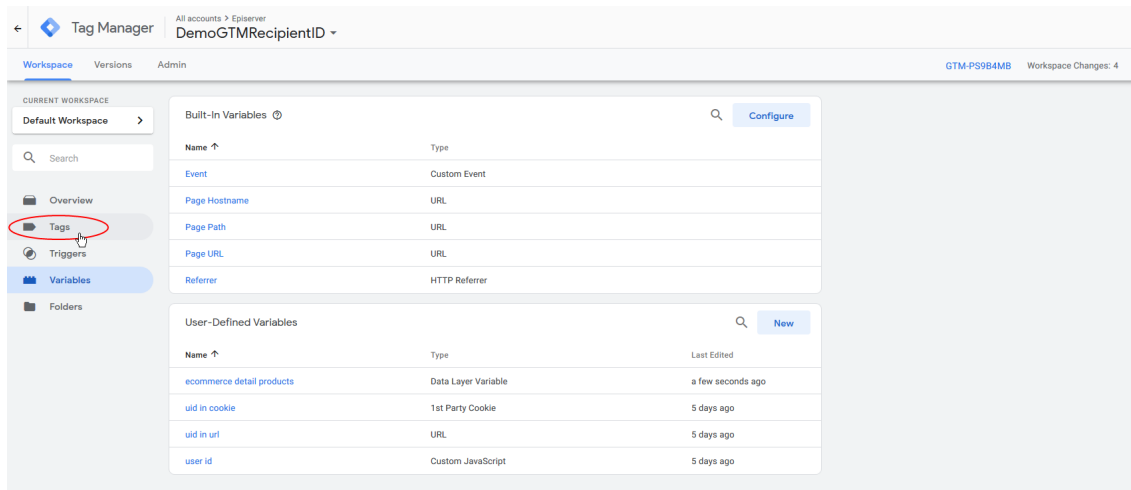 Tag Manager
All accounts > Episerver
DemoGTMRecipientID
Workspace Versions Admin
GTM-PS9B4MB Workspace Changes: 4
CURRENT WORKSPACE
Default Workspace
Search
Overview
Tags
Triggers
Variables
Folders
Built-In Variables
Configure
Name Type
Event Custom Event
Page Hostname URL
Page Path URL
Page URL URL
Referrer HTTP Referrer
User-Defined Variables
New
Name Type Last Edited
ecommerce detail products Data Layer Variable a few seconds ago
uid in cookie 1st Party Cookie 5 days ago
uid in url URL 5 days ago
user id Custom JavaScript 5 days ago